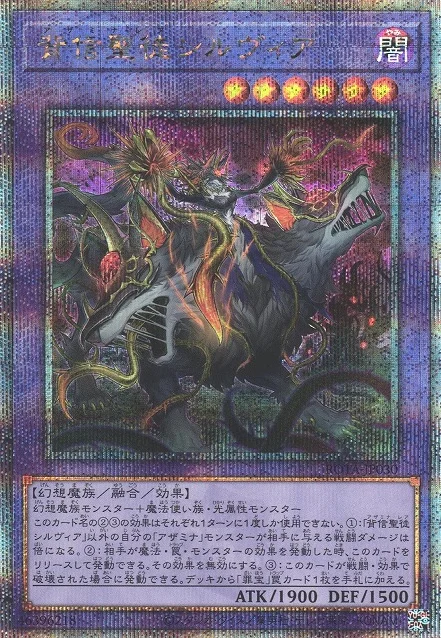 背信聖徒シルヴィア
闇
ROTA-JP030
【幻想魔族／融合／効果】
幻想魔族モンスター＋魔法使い族・光属性モンスター
このカード名の②③の効果はそれぞれ1ターンに1度しか使用できない。①：「背信聖徒
シルヴィア」以外の自分の「アザミナ」モンスターが相手に与える戦闘ダメージは
倍になる。②：相手が魔法・罠・モンスターの効果を発動した時、このカードを
リリースして発動できる。その効果を無効にする。③：このカードが戦闘・効果で
破壊された場合に発動できる。デッキから「罪宝」罠カード1枚を手札に加える。
ATK/1900 DEF/1500